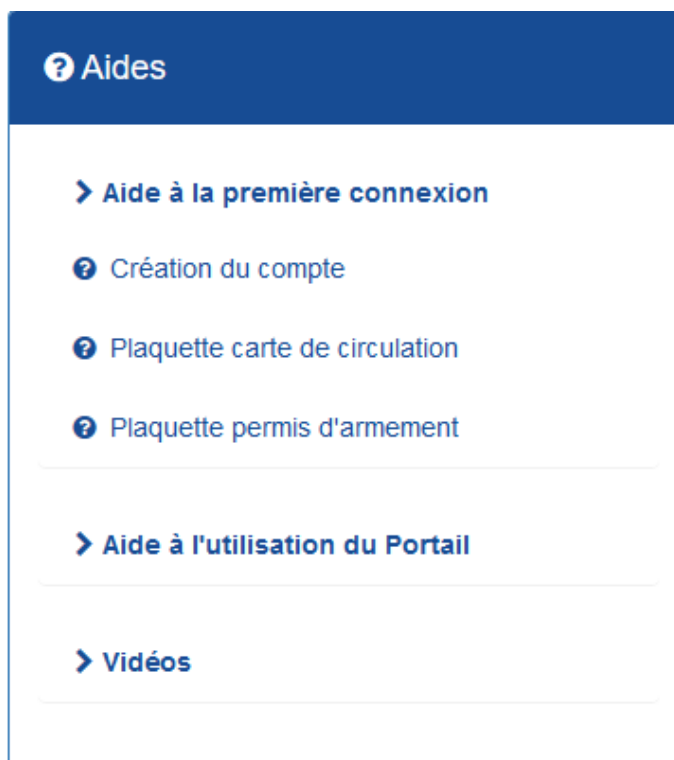 Aides
Aide à la première connexion
Création du compte
Plaquette carte de circulation
Plaquette permis d'armement
Aide à l'utilisation du Portail
Vidéos